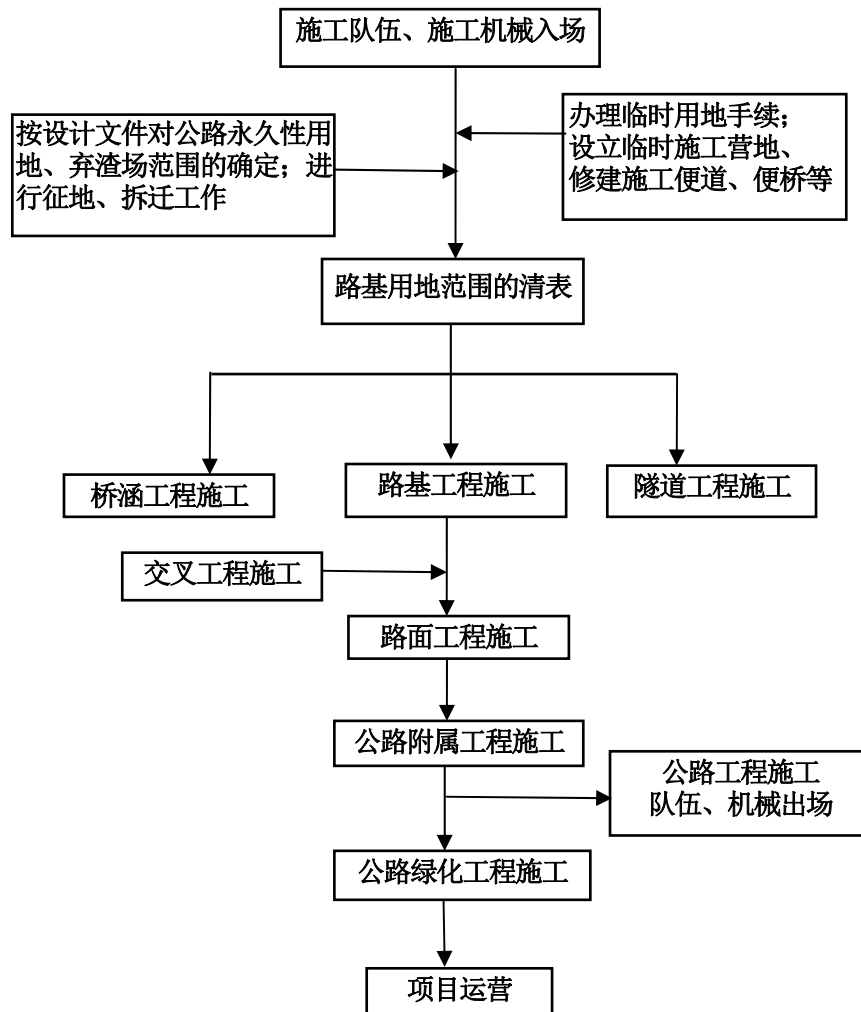 施工队伍、施工机械入场
办理临时用地手续；
设立临时施工营地、
修建施工便道、便桥等
按设计文件对公路永久性用
地、弃渣场范围的确定；进
行征地、拆迁工作
路基用地范围的清表
桥涵工程施工
路基工程施工
隧道工程施工
交叉工程施工
路面工程施工
公路附属工程施工
公路工程施工
队伍、机械出场
公路绿化工程施工
项目运营